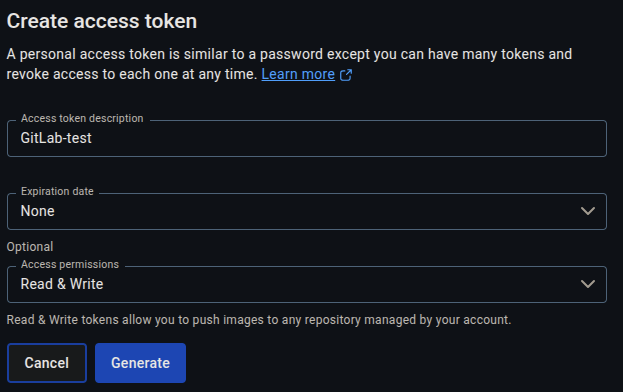 Create access token
A personal access token is similar to a password except you can have many tokens and
revoke access to each one at any time. Learn more
Access token description
GitLab-test
Expiration date
None
Optional
Access permissions
Read & Write
Read & Write tokens allow you to push images to any repository managed by your account.
Cancel Generate